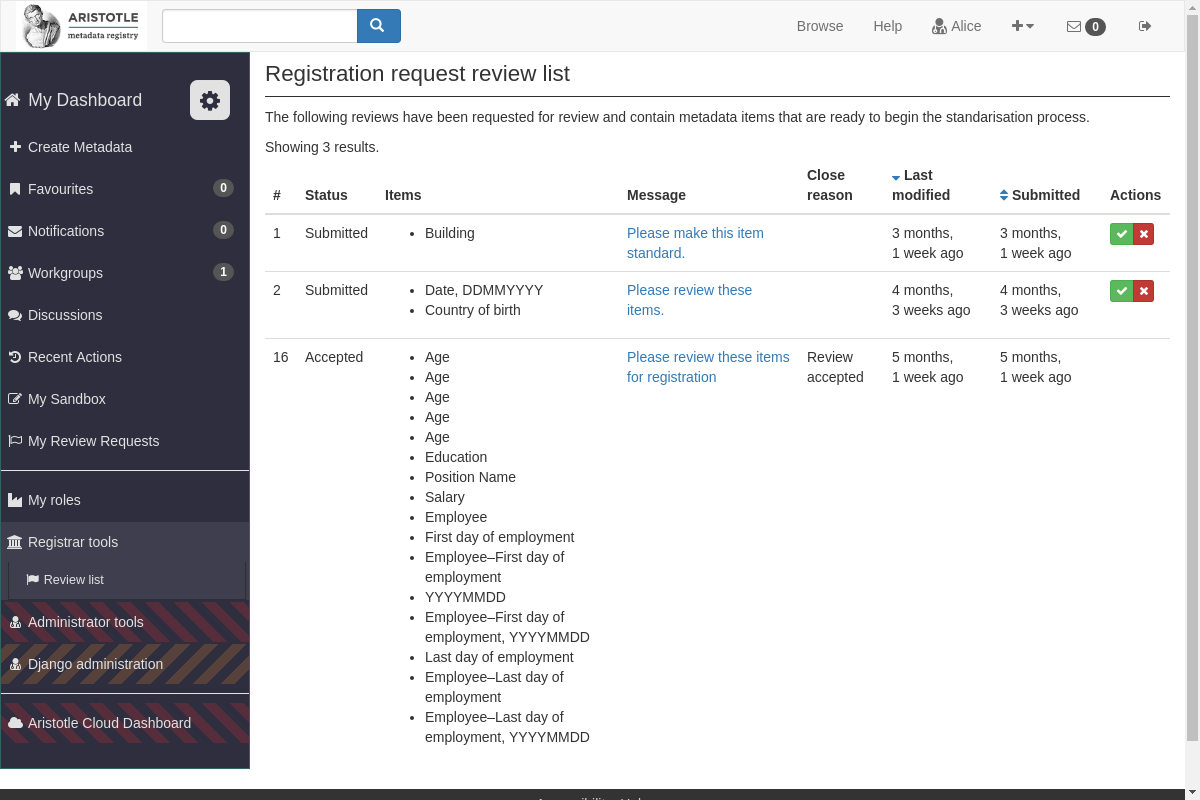 ARISTOTLE
metadata registry
Browse
Help
Alice
0
My Dashboard
Create Metadata
Favourites 0
Notifications 0
Workgroups 1
Discussions
Recent Actions
My Sandbox
My Review Requests
My roles
Registrar tools
Review list
Administrator tools
Django administration
Aristotle Cloud Dashboard
Registration request review list
The following reviews have been requested for review and contain metadata items that are ready to begin the standarisation process.
Showing 3 results.
# Status Items Message Close reason Last modified Submitted Actions
1 Submitted Building Please make this item standard. 3 months, 1 week ago 3 months, 1 week ago
2 Submitted Date, DDMMYYYY Please review these items. 4 months, 3 weeks ago 4 months, 3 weeks ago
Country of birth
16 Accepted Age Please review these items for registration Review accepted 5 months, 1 week ago 5 months, 1 week ago
Age
Age
Age
Age
Education
Position Name
Salary
Employee
First day of employment
Employee–First day of
employment
YYYYMMDD
Employee–First day of
employment, YYYYMMDD
Last day of employment
Employee–Last day of
employment
Employee–Last day of
employment, YYYYMMDD